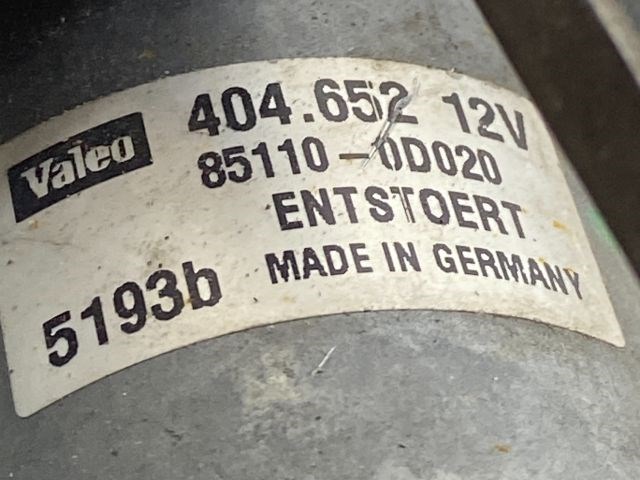 Valeo
404.652 12V
85110-0D020
ENTSTOERT
MADE IN GERMANY
5193b